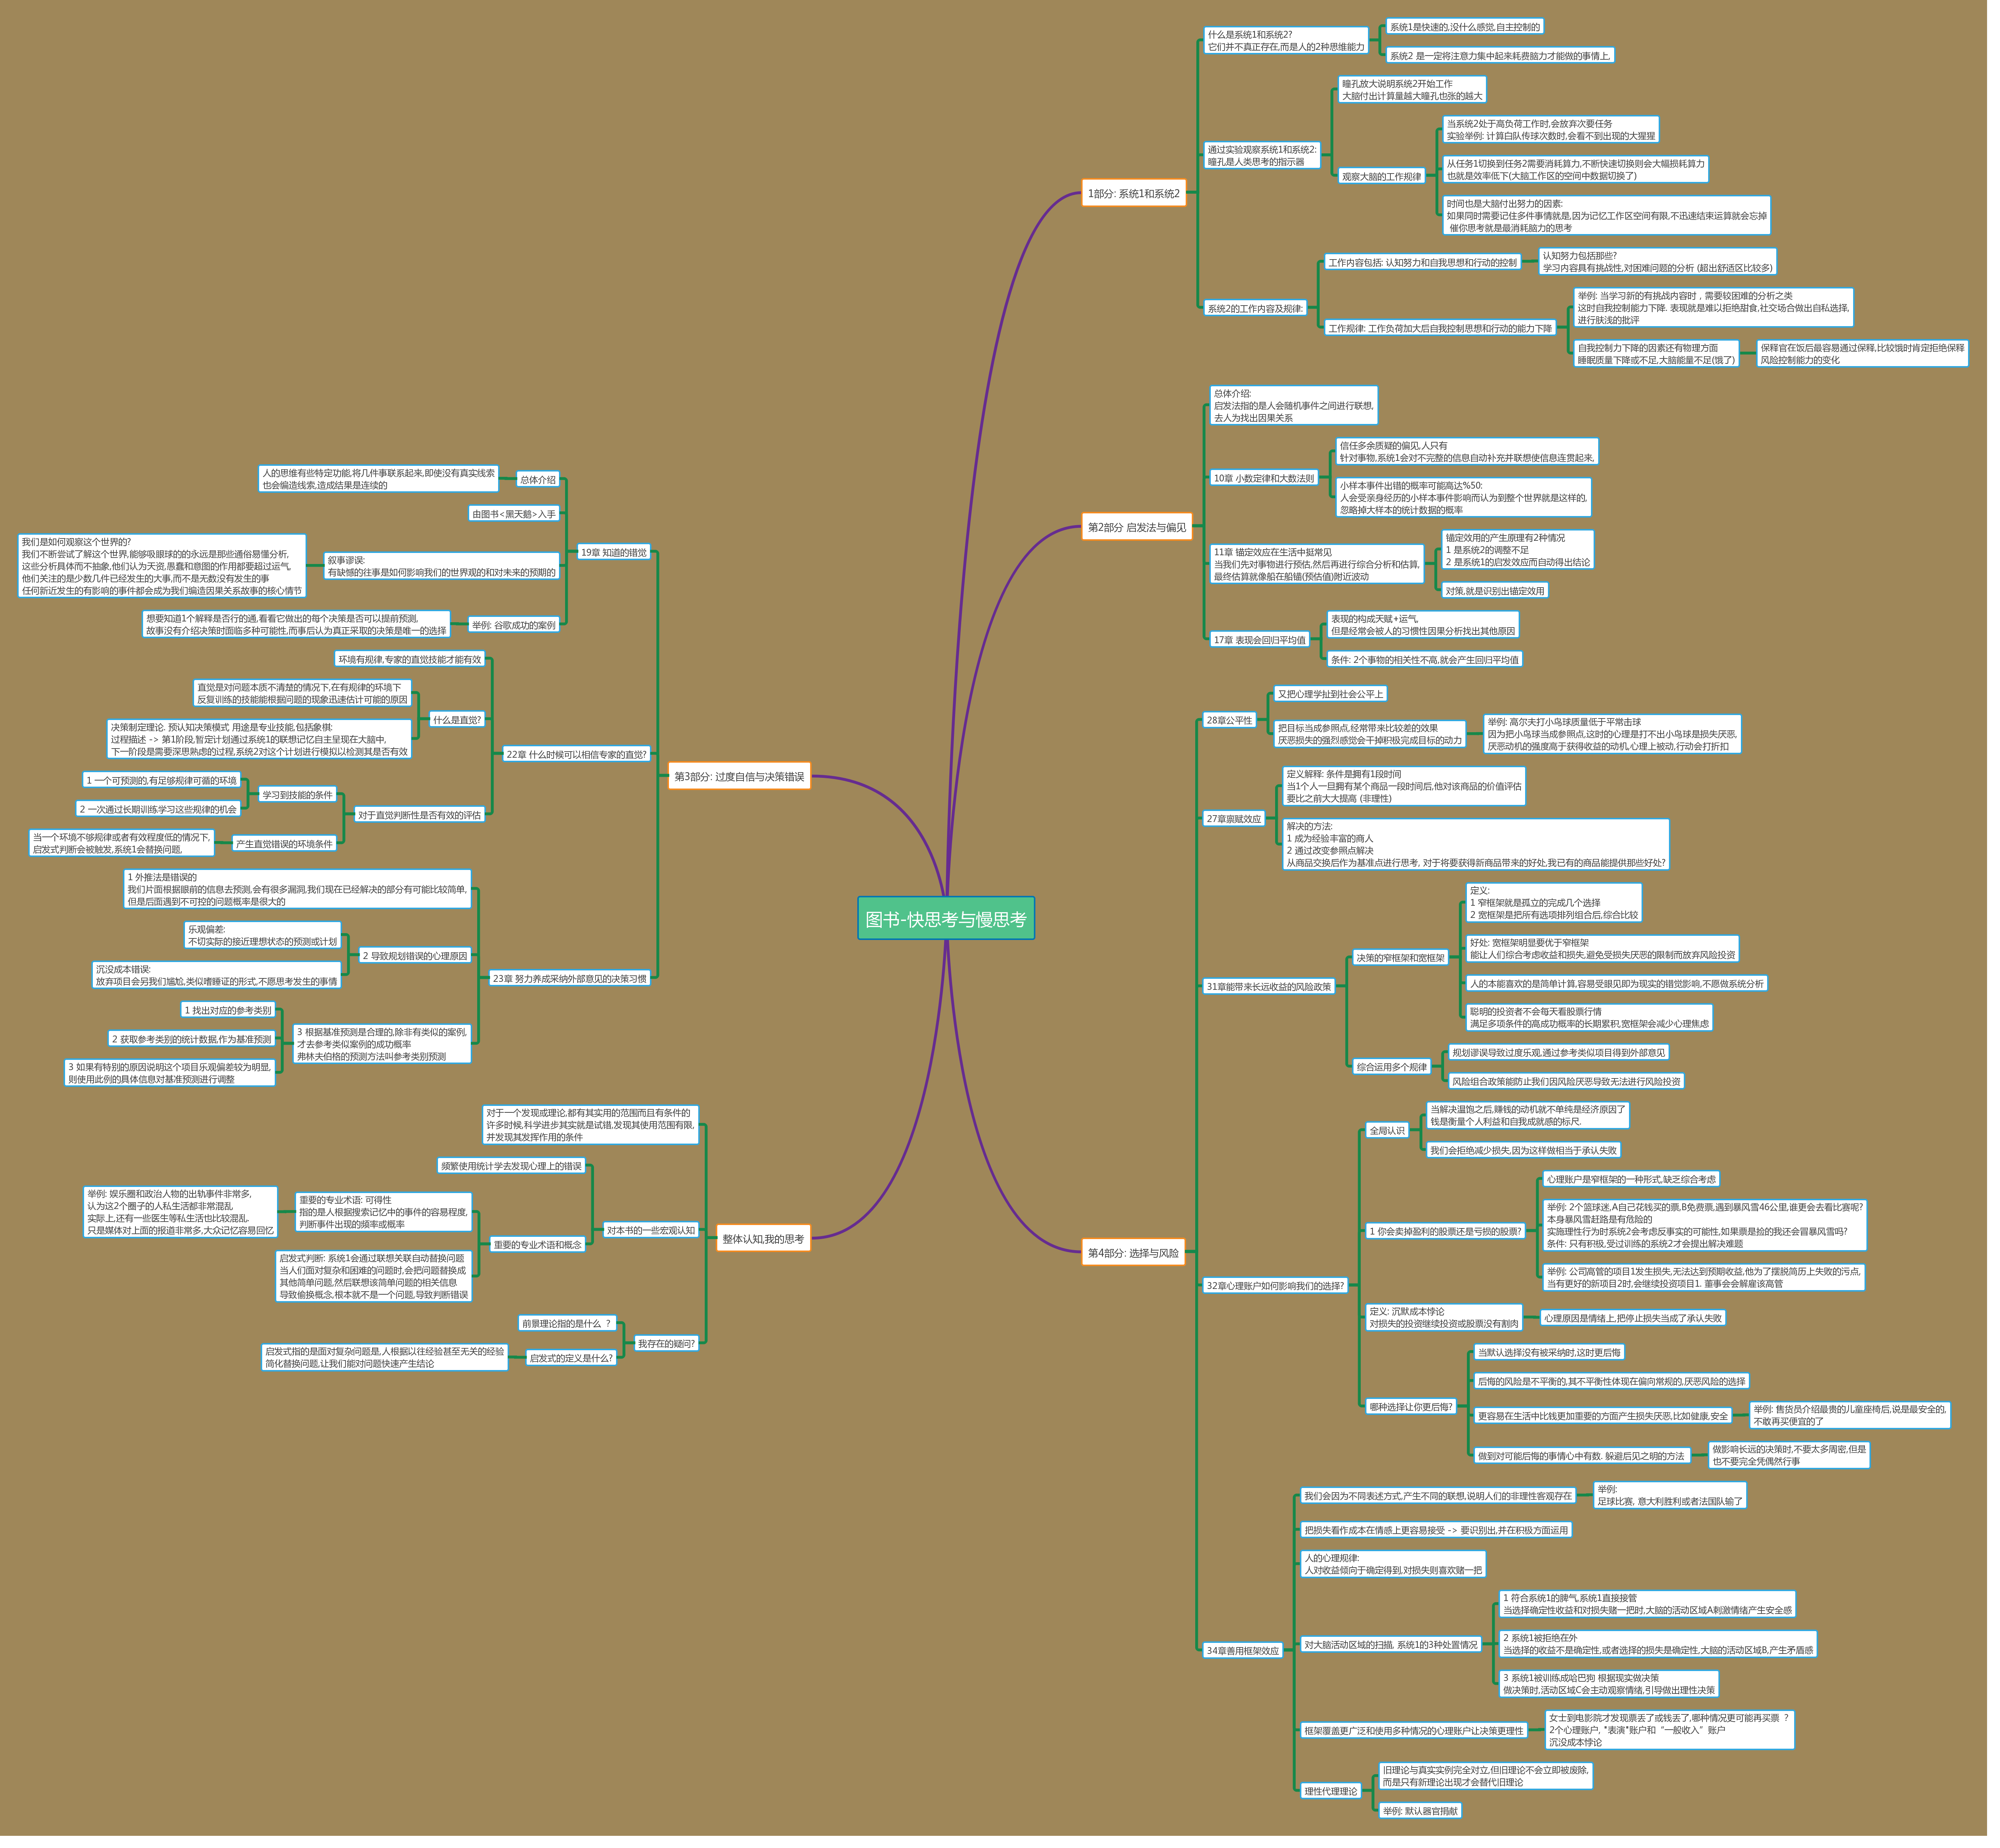 图书-快思考与慢思考
1部分: 系统1和系统2
什么是系统1和系统2?
它们并不真正存在,而是人的2种思维能力
系统1是快速的,没什么感觉,自主控制的
系统2 是一定将注意力集中起来耗费脑力才能做的事情上,
通过实验观察系统1和系统2:
瞳孔是人类思考的指示器
瞳孔放大说明系统2开始工作
大脑付出计算量越大瞳孔也张的越大
观察大脑的工作规律
当系统2处于高负荷工作时,会放弃次要任务
实验举例: 计算白队传球次数时,会看不到出现的大猩猩
从任务1切换到任务2需要消耗算力,不断快速切换则会大幅损耗算力
也就是效率低下(大脑工作区的空间中数据切换了)
时间也是大脑付出努力的因素:
如果同时需要记住多件事情就是,因为记忆工作区空间有限,不迅速结束运算就会忘掉
催你思考就是最消耗脑力的思考
系统2的工作内容及规律:
工作内容包括: 认知努力和自我思想和行动的控制
认知努力包括那些?
学习内容具有挑战性,对困难问题的分析 (超出舒适区比较多)
工作规律: 工作负荷加大后自我控制思想和行动的能力下降
举例: 当学习新的有挑战内容时，需要较困难的分析之类
这时自我控制能力下降. 表现就是难以拒绝甜食,社交场合做出自私选择,
进行肤浅的批评
自我控制力下降的因素还有物理方面
睡眠质量下降或不足,大脑能量不足(饿了)
保释官在饭后最容易通过保释,比较饿时肯定拒绝保释
风险控制能力的变化
第2部分 启发法与偏见
总体介绍:
启发法指的是人会随机事件之间进行联想,
去人为找出因果关系
10章 小数定律和大数法则
信任多余质疑的偏见,人只有
针对事物,系统1会对不完整的信息自动补充并联想使信息连贯起来,
小样本事件出错的概率可能高达%50:
人会受亲身经历的小样本事件影响而认为到整个世界就是这样的,
忽略掉大样本的统计数据的概率
11章 锚定效应在生活中挺常见
当我们先对事物进行预估,然后再进行综合分析和估算,
最终估算就像船在船锚(预估值)附近波动
锚定效用的产生原理有2种情况
1 是系统2的调整不足
2 是系统1的启发效应而自动得出结论
对策,就是识别出锚定效用
17章 表现会回归平均值
表现的构成天赋+运气,
但是经常会被人的习惯性因果分析找出其他原因
条件: 2个事物的相关性不高,就会产生回归平均值
第3部分: 过度自信与决策错误
19章 知道的错觉
总体介绍
人的思维有些特定功能,将几件事联系起来,即使没有真实线索
也会编造线索,造成结果是连续的
由图书<黑天鹅>入手
叙事谬误:
有缺憾的往事是如何影响我们的世界观的和对未来的预期的
我们是如何观察这个世界的?
我们不断尝试了解这个世界,能够吸眼球的的永远是那些通俗易懂分析,
这些分析具体而不抽象,他们认为天资,愚蠢和意图的作用都要超过运气,
他们关注的是少数几件已经发生的大事,而不是无数没有发生的事
任何新近发生的有影响的事件都会成为我们编造因果关系故事的核心情节
举例: 谷歌成功的案例
想要知道1个解释是否行的通,看看它做出的每个决策是否可以提前预测,
故事没有介绍决策时面临多种可能性,而事后认为真正采取的决策是唯一的选择
22章 什么时候可以相信专家的直觉?
环境有规律,专家的直觉技能才能有效
什么是直觉?
直觉是对问题本质不清楚的情况下,在有规律的环境下
反复训练的技能能根据问题的现象迅速估计可能的原因
决策制定理论. 预认知决策模式 用途是专业技能,包括象棋:
过程描述 -> 第1阶段,暂定计划通过系统1的联想记忆自主呈现在大脑中,
下一阶段是需要深思熟虑的过程,系统2对这个计划进行模拟以检测其是否有效
对于直觉判断性是否有效的评估
学习到技能的条件
1 一个可预测的,有足够规律可循的环境
2 一次通过长期训练学习这些规律的机会
产生直觉错误的环境条件
当一个环境不够规律或者有效程度低的情况下,
启发式判断会被触发,系统1会替换问题,
23章 努力养成采纳外部意见的决策习惯
1 外推法是错误的
我们片面根据眼前的信息去预测,会有很多漏洞,我们现在已经解决的部分有可能比较简单,
但是后面遇到不可控的问题概率是很大的
2 导致规划错误的心理原因
乐观偏差:
不切实际的接近理想状态的预测或计划
沉没成本错误:
放弃项目会另我们尴尬,类似嗜睡证的形式,不愿思考发生的事情
3 根据基准预测是合理的,除非有类似的案例,
才去参考类似案例的成功概率
弗林夫伯格的预测方法叫参考类别预测
1 找出对应的参考类别
2 获取参考类别的统计数据,作为基准预测
3 如果有特别的原因说明这个项目乐观偏差较为明显,
则使用此例的具体信息对基准预测进行调整
第4部分: 选择与风险
28章公平性
又把心理学扯到社会公平上
把目标当成参照点,经常带来比较差的效果
厌恶损失的强烈感觉会干掉积极完成目标的动力
举例: 高尔夫打小鸟球质量低于平常击球
因为把小鸟球当成参照点,这时的心理是打不出小鸟球是损失厌恶,
厌恶动机的强度高于获得收益的动机,心理上被动,行动会打折扣
27章禀赋效应
定义解释: 条件是拥有1段时间
当1个人一旦拥有某个商品一段时间后,他对该商品的价值评估
要比之前大大提高 (非理性)
解决的方法:
1 成为经验丰富的商人
2 通过改变参照点解决
从商品交换后作为基准点进行思考, 对于将要获得新商品带来的好处,我已有的商品能提供那些好处?
31章能带来长远收益的风险政策
决策的窄框架和宽框架
定义:
1 窄框架就是孤立的完成几个选择
2 宽框架是把所有选项排列组合后,综合比较
好处: 宽框架明显要优于窄框架
能让人们综合考虑收益和损失,避免受损失厌恶的限制而放弃风险投资
人的本能喜欢的是简单计算,容易受眼见即为现实的错觉影响,不愿做系统分析
聪明的投资者不会每天看股票行情
满足多项条件的高成功概率的长期累积,宽框架会减少心理焦虑
综合运用多个规律
规划谬误导致过度乐观,通过参考类似项目得到外部意见
风险组合政策能防止我们因风险厌恶导致无法进行风险投资
32章心理账户如何影响我们的选择?
全局认识
当解决温饱之后,赚钱的动机就不单纯是经济原因了
钱是衡量个人利益和自我成就感的标尺.
我们会拒绝减少损失,因为这样做相当于承认失败
1 你会卖掉盈利的股票还是亏损的股票?
心理账户是窄框架的一种形式,缺乏综合考虑
举例: 2个篮球迷,A自己花钱买的票,B免费票,遇到暴风雪46公里,谁更会去看比赛呢?
本身暴风雪赶路是有危险的
实施理性行为时系统2会考虑反事实的可能性,如果票是捡的我还会冒暴风雪吗?
条件: 只有积极,受过训练的系统2才会提出解决难题
举例: 公司高管的项目1发生损失,无法达到预期收益,他为了摆脱简历上失败的污点,
当有更好的新项目2时,会继续投资项目1. 董事会会解雇该高管
定义: 沉默成本悖论
对损失的投资继续投资或股票没有割肉
心理原因是情绪上,把停止损失当成了承认失败
哪种选择让你更后悔?
当默认选择没有被采纳时,这时更后悔
后悔的风险是不平衡的,其不平衡性体现在偏向常规的,厌恶风险的选择
更容易在生活中比钱更加重要的方面产生损失厌恶,比如健康,安全
举例: 售货员介绍最贵的儿童座椅后,说是最安全的,
不敢再买便宜的了
做到对可能后悔的事情心中有数. 躲避后见之明的方法
做影响长远的决策时,不要太多周密,但是
也不要完全凭偶然行事
34章善用框架效应
我们会因为不同表述方式,产生不同的联想,说明人们的非理性客观存在
举例:
足球比赛, 意大利胜利或者法国队输了
把损失看作成本在情感上更容易接受 -> 要识别出,并在积极方面运用
人的心理规律:
人对收益倾向于确定得到,对损失则喜欢赌一把
对大脑活动区域的扫描, 系统1的3种处置情况
1 符合系统1的脾气,系统1直接接管
当选择确定性收益和对损失赌一把时,大脑的活动区域A刺激情绪产生安全感
2 系统1被拒绝在外
当选择的收益不是确定性,或者选择的损失是确定性,大脑的活动区域B,产生矛盾感
3 系统1被训练成哈巴狗 根据现实做决策
做决策时,活动区域C会主动观察情绪,引导做出理性决策
框架覆盖更广泛和使用多种情况的心理账户让决策更理性
女士到电影院才发现票丢了或钱丢了,哪种情况更可能再买票 ？
2个心理账户, "表演"账户和 “一般收入” 账户
沉没成本悖论
理性代理理论
旧理论与真实实例完全对立,但旧理论不会立即被废除,
而是只有新理论出现才会替代旧理论
举例: 默认器官捐献
整体认知,我的思考
对于一个发现或理论,都有其实用的范围而且有条件的
许多时候,科学进步其实就是试错,发现其使用范围有限,
并发现其发挥作用的条件
对本书的一些宏观认知
频繁使用统计学去发现心理上的错误
重要的专业术语和概念
重要的专业术语: 可得性
指的是人根据搜索记忆中的事件的容易程度,
判断事件出现的频率或概率
举例: 娱乐圈和政治人物的出轨事件非常多,
认为这2个圈子的人私生活都非常混乱
实际上,还有一些医生等私生活也比较混乱.
只是媒体对上面的报道非常多,大众记忆容易回忆
启发式判断: 系统1会通过联想关联自动替换问题
当人们面对复杂和困难的问题时,会把问题替换成
其他简单问题,然后联想该简单问题的相关信息
导致偷换概念,根本就不是一个问题,导致判断错误
我存在的疑问?
前景理论指的是什么 ？
启发式的定义是什么?
启发式指的是面对复杂问题是,人根据以往经验甚至无关的经验
简化替换问题,让我们能对问题快速产生结论